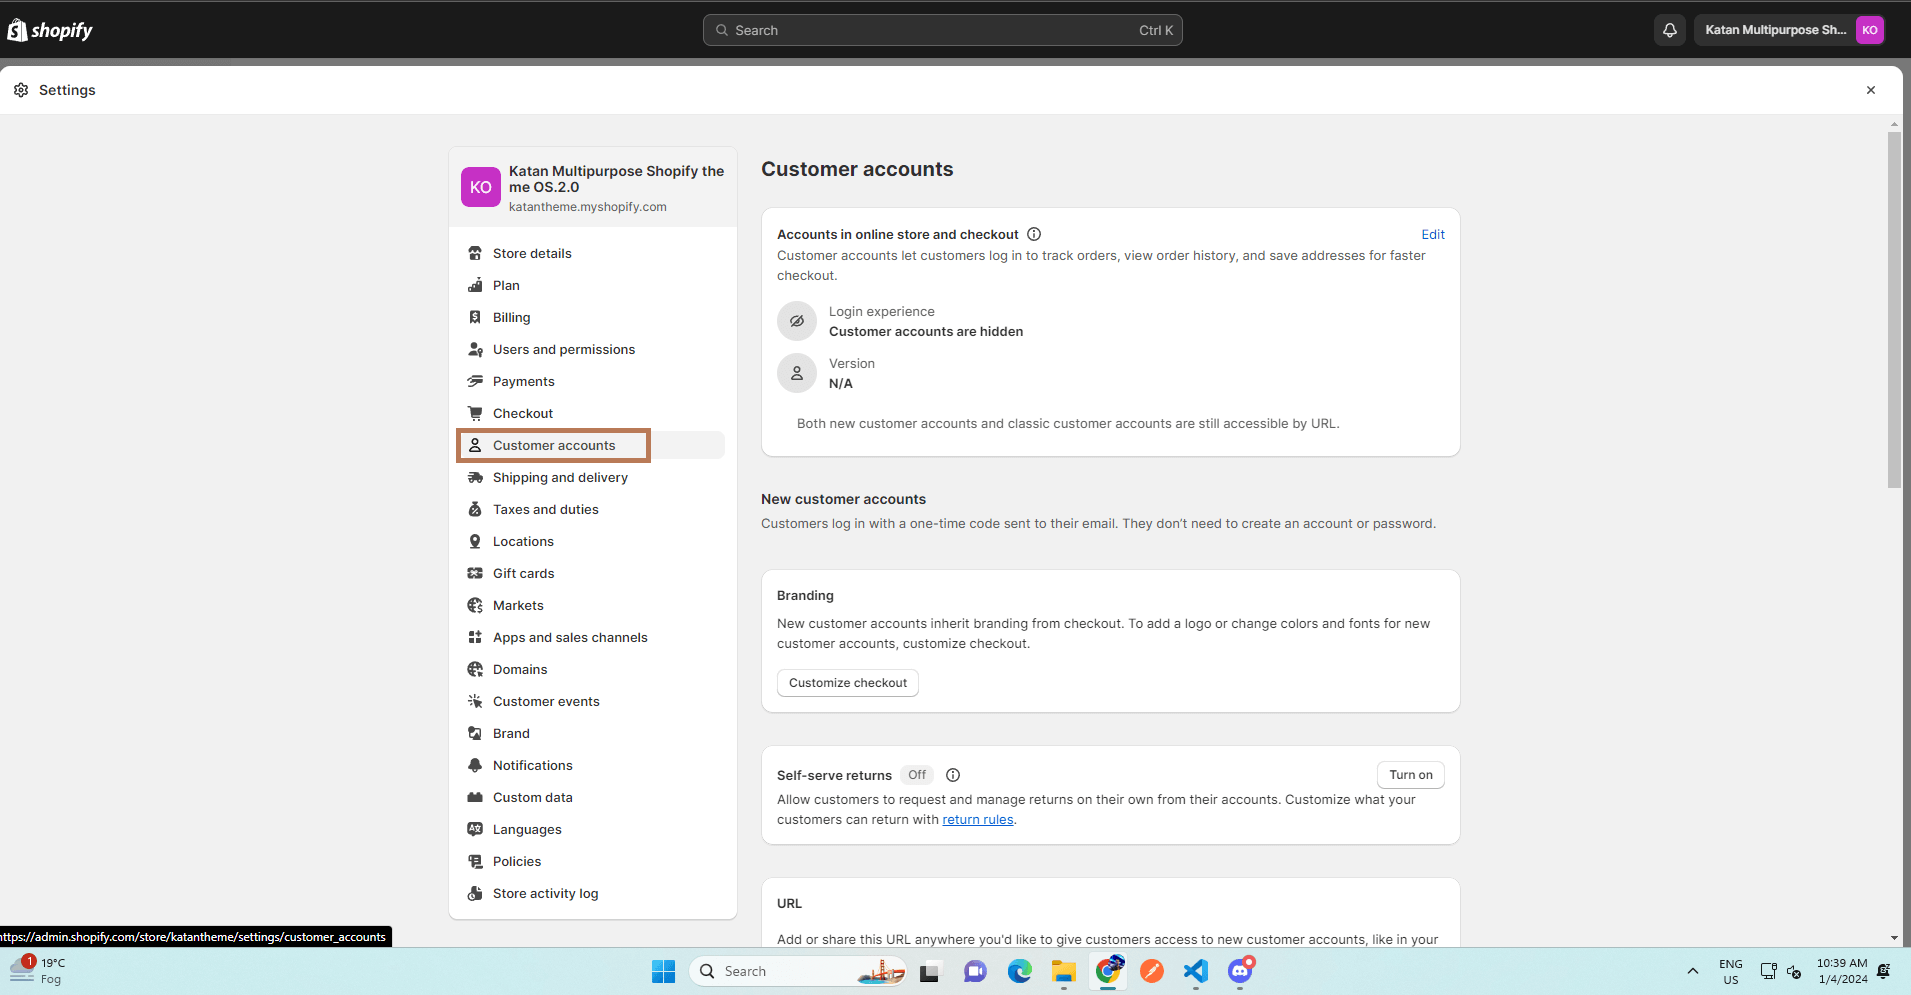 shopify
Search
Ctrl K
Katan Multipurpose Sh...
KO
Settings
KO
Katan Multipurpose Shopify the
me OS.2.0
katantheme.myshopify.com
Store details
Plan
Billing
Users and permissions
Payments
Checkout
Customer accounts
Shipping and delivery
Taxes and duties
Locations
Gift cards
Markets
Apps and sales channels
Domains
Customer events
Brand
Notifications
Custom data
Languages
Policies
Store activity log
Customer accounts
Accounts in online store and checkout
Edit
Customer accounts let customers log in to track orders, view order history, and save addresses for faster
checkout.
Login experience
Customer accounts are hidden
Version
N/A
Both new customer accounts and classic customer accounts are still accessible by URL.
New customer accounts
Customers log in with a one-time code sent to their email. They don’t need to create an account or password.
Branding
New customer accounts inherit branding from checkout. To add a logo or change colors and fonts for new
customer accounts, customize checkout.
Customize checkout
Self-serve returns
Off
Turn on
Allow customers to request and manage returns on their own from their accounts. Customize what your
customers can return with return rules.
URL
Add or share this URL anywhere you'd like to give customers access to new customer accounts, like in your
https://admin.shopify.com/store/katantheme/settings/customer_accounts
1
19°C
Fog
Search
ENG
US
10:39 AM
1/4/2024